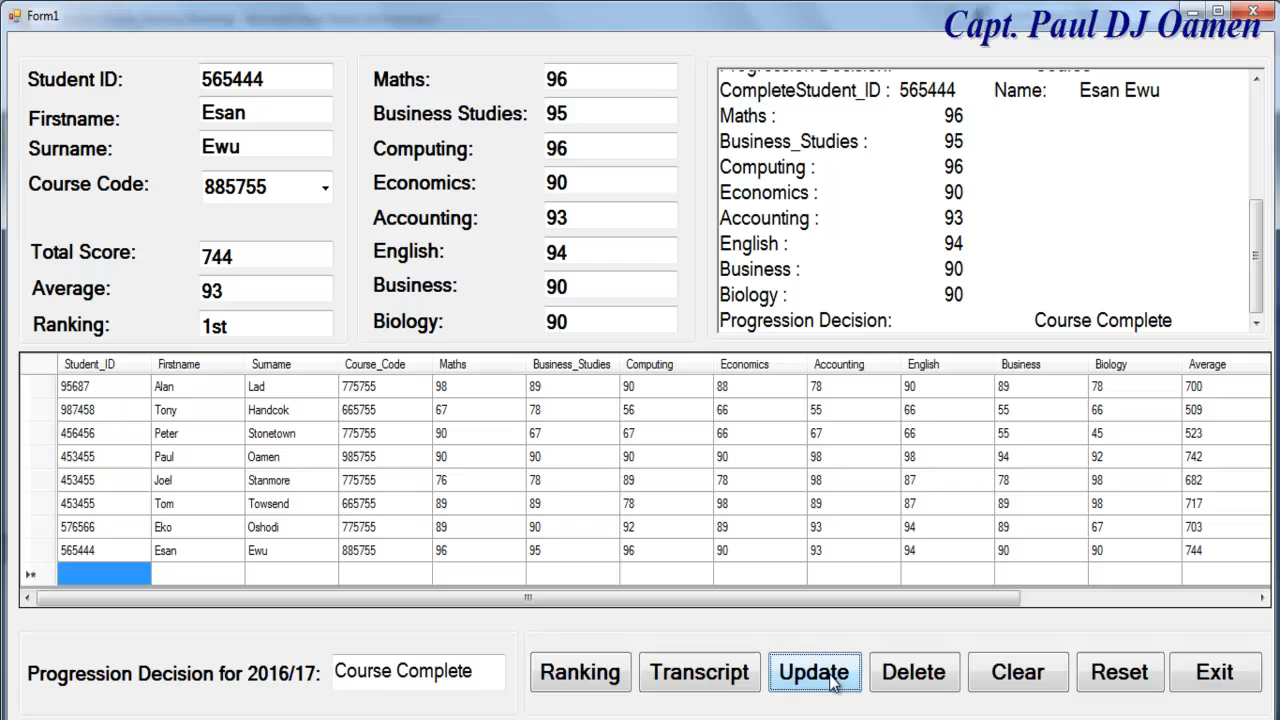 Form1
Capt. Paul DJ Oamen
Student ID: 565444
Firstname: Esan
Surname: Ewu
Course Code: 885755
Total Score: 744
Average: 93
Ranking: 1st
Maths: 96
Business Studies: 95
Computing: 96
Economics: 90
Accounting: 93
English: 94
Business: 90
Biology: 90
CompleteStudent_ID : 565444 Name: Esan Ewu
Maths : 96
Business_Studies : 95
Computing : 96
Economics : 90
Accounting : 93
English : 94
Business : 90
Biology : 90
Progression Decision: Course Complete
Student_ID Firstname Surname Course_Code Maths Business_Studies Computing Economics Accounting English Business Biology Average
95687 Alan Lad 775755 98 89 90 88 78 90 89 78 700
987458 Tony Handcok 665755 67 78 56 66 55 66 55 66 509
456456 Peter Stonetown 775755 90 67 67 66 67 66 55 45 523
453455 Paul Oamen 985755 90 90 90 90 98 98 94 92 742
453455 Joel Stanmore 775755 76 78 89 78 98 87 78 98 682
453455 Tom Towsend 665755 89 89 78 98 89 87 89 98 717
576566 Eko Oshodi 775755 89 90 92 89 93 94 89 67 703
565444 Esan Ewu 885755 96 95 96 90 93 94 90 90 744
Progression Decision for 2016/17: Course Complete
Ranking Transcript Update Delete Clear Reset Exit